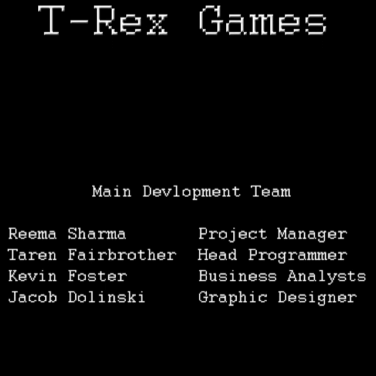 T-Rex Games
Main Devlopment Team
Reema Sharma Project Manager
Taren Fairbrother Head Programmer
Kevin Foster Business Analysts
Jacob Dolinski Graphic Designer